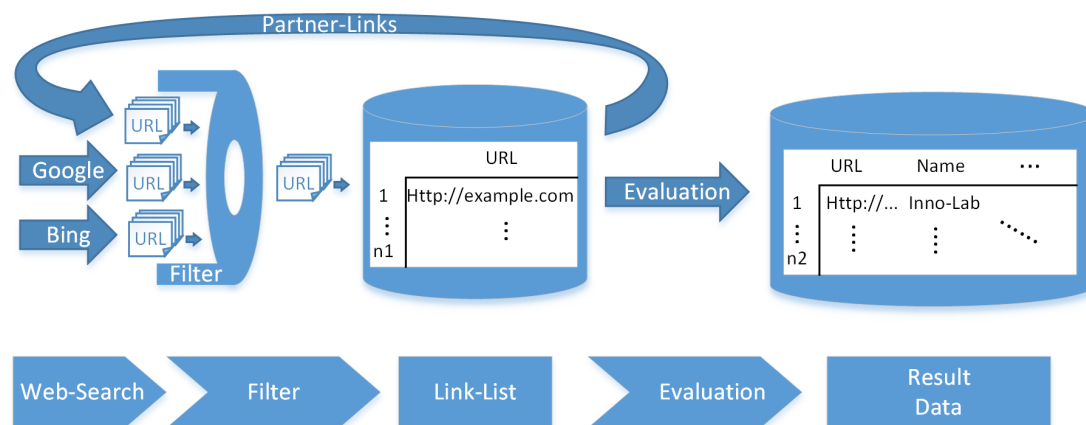 Partner-Links
URL
Google
URL
Bing
URL
Filter
URL
URL
1 Http://example.com
⋮ ⋮
n1
Evaluation
URL Name ...
1 Http://... Inno-Lab
⋮ ⋮ ⋮
n2
Web-Search
Filter
Link-List
Evaluation
Result
Data